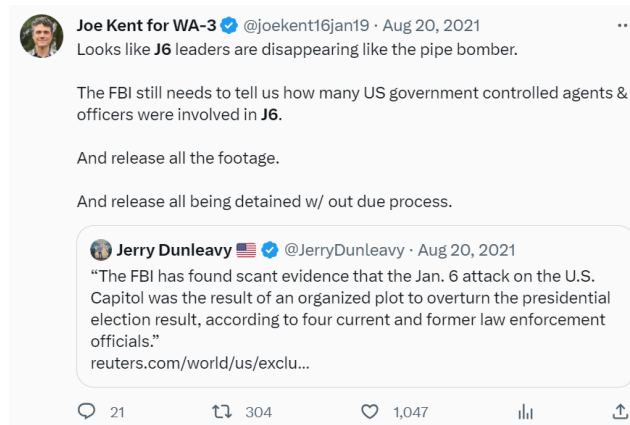 Joe Kent for WA-3 @joekent16jan19 · Aug 20, 2021
Looks like J6 leaders are disappearing like the pipe bomber.
The FBI still needs to tell us how many US government controlled agents &
officers were involved in J6.
And release all the footage.
And release all being detained w/ out due process.
Jerry Dunleavy 🇺🇸 @JerryDunleavy · Aug 20, 2021
“The FBI has found scant evidence that the Jan. 6 attack on the U.S.
Capitol was the result of an organized plot to overturn the presidential
election result, according to four current and former law enforcement
officials.”
reuters.com/world/us/exclu...
21 304 1,047